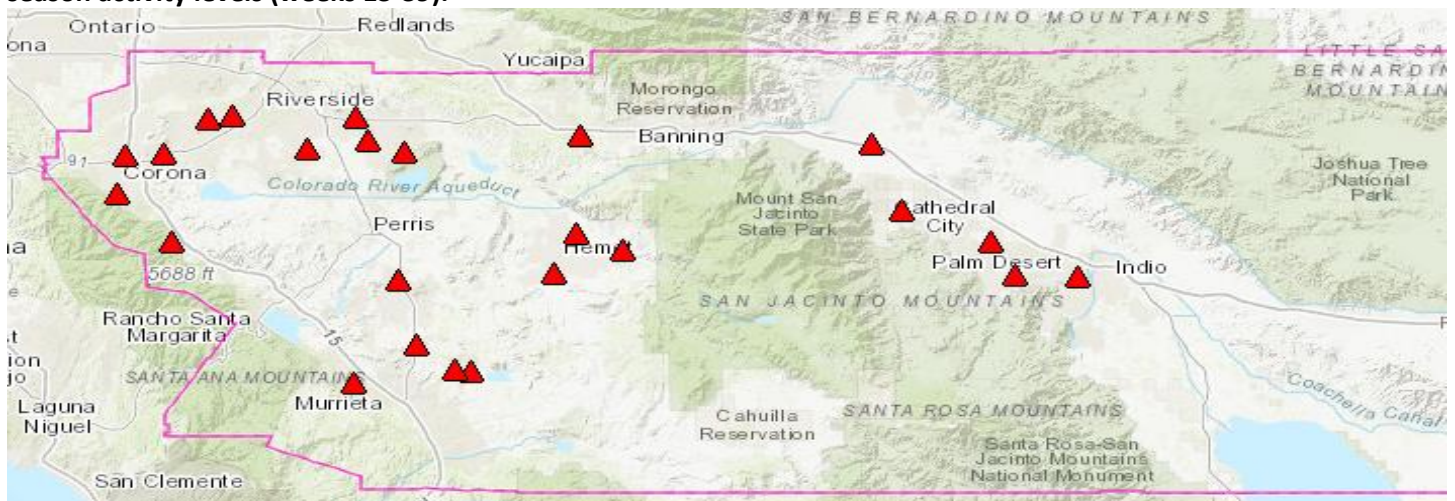 SAN BERNARDINO MOUNTAINS
Ontario
Redlands
ona
Yucaipa
BERNARDIN
MOUNTAIN
Morongo
Reservation
Riverside
Banning
91
Corona
Colorado River Aqueduct
Joshua Tree
National
Park
Mount San
Jacinto
State Park
Perris
athedral
City
Palm Desert
Indio
5688 ft
SAN JACINTO MOUNTAINS
Rancho Santa
Margarita
15
SANTA ANA MOUNTAINS
Murrieta
Laguna
Niguel
Cahuilla
Reservation
SANTA ROSA MOUNTAINS
Coachella Canal
Santa Rosa-San
Jacinto Mountains
National Monument
San Clemente